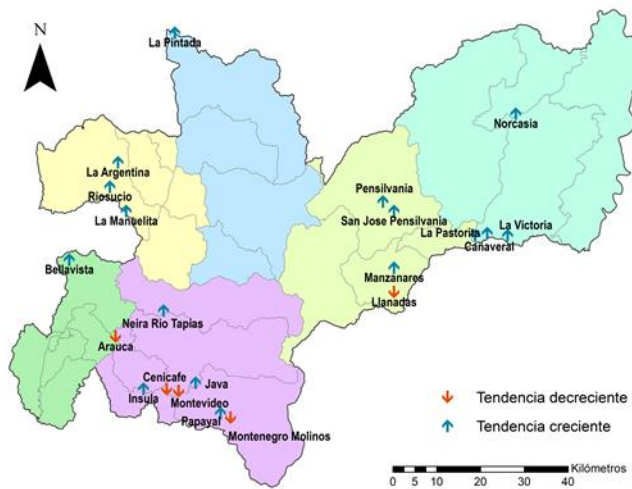 N
La Pintada
Norcasia
La Argentina
Riosucio
La Manuelita
Pensilvania
San Jose Pensilvania
La Pastorita
La Victoria
Cañaveral
Bellavista
Manzanares
Llanadas
Neira Rio Tapias
Arauca
Cenicafe
Java
Insula
Montevideo
Papayal
Montenegro Molinos
Tendencia decreciente
Tendencia creciente
Kilómetros
0 5 10 20 30 40